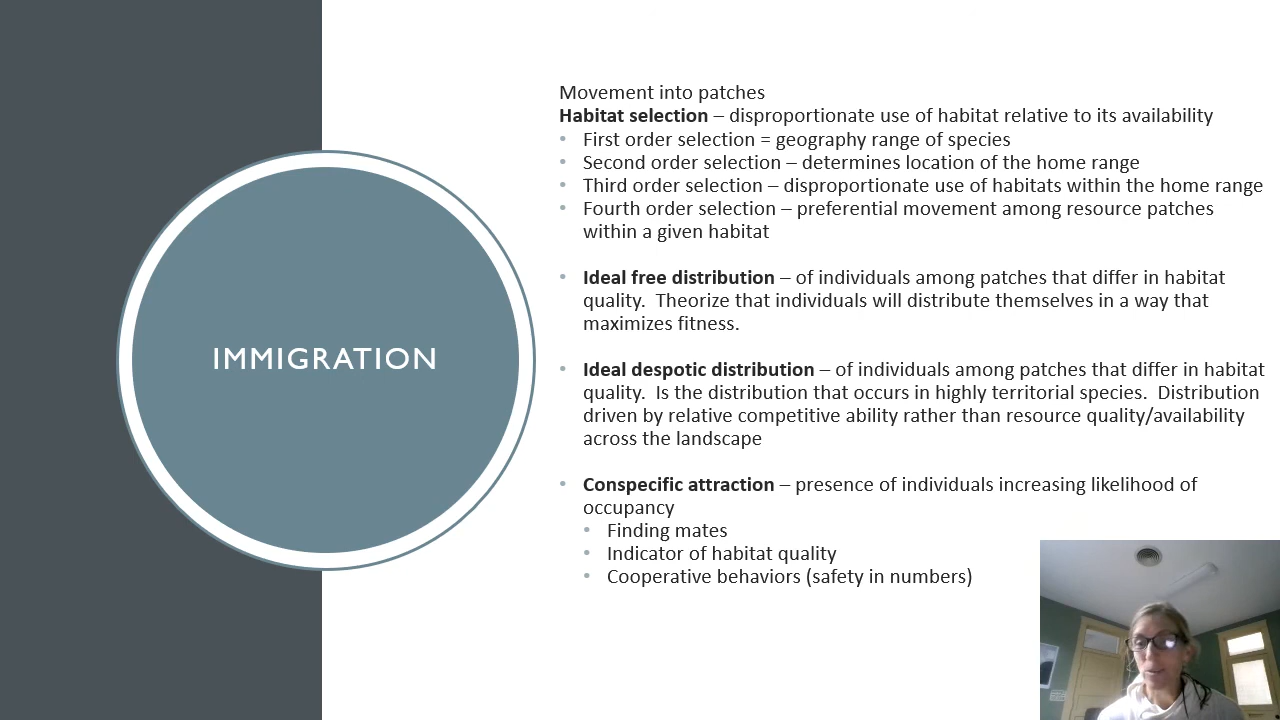 IMMIGRATION
Movement into patches
Habitat selection – disproportionate use of habitat relative to its availability
• First order selection = geography range of species
• Second order selection – determines location of the home range
• Third order selection – disproportionate use of habitats within the home range
• Fourth order selection – preferential movement among resource patches
within a given habitat
• Ideal free distribution – of individuals among patches that differ in habitat
quality.  Theorize that individuals will distribute themselves in a way that
maximizes fitness.
• Ideal despotic distribution – of individuals among patches that differ in habitat
quality.  Is the distribution that occurs in highly territorial species.  Distribution
driven by relative competitive ability rather than resource quality/availability
across the landscape
• Conspecific attraction – presence of individuals increasing likelihood of
occupancy
• Finding mates
• Indicator of habitat quality
• Cooperative behaviors (safety in numbers)